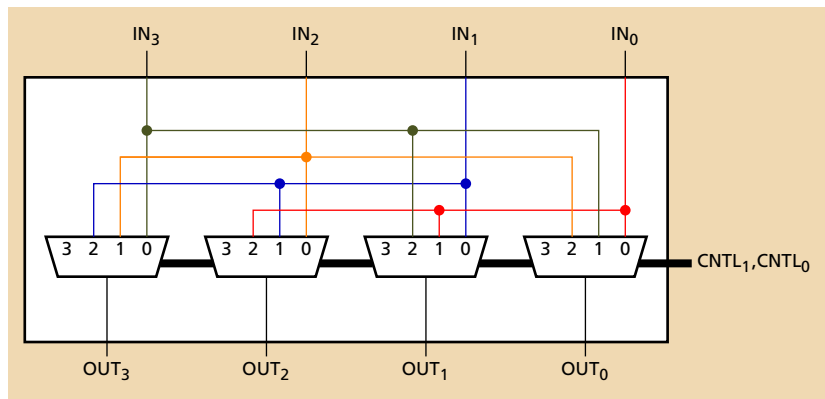 IN3 IN2 IN1 IN0
3 2 1 0 3 2 1 0 3 2 1 0 3 2 1 0
CNTL1,CNTL0
OUT3 OUT2 OUT1 OUT0